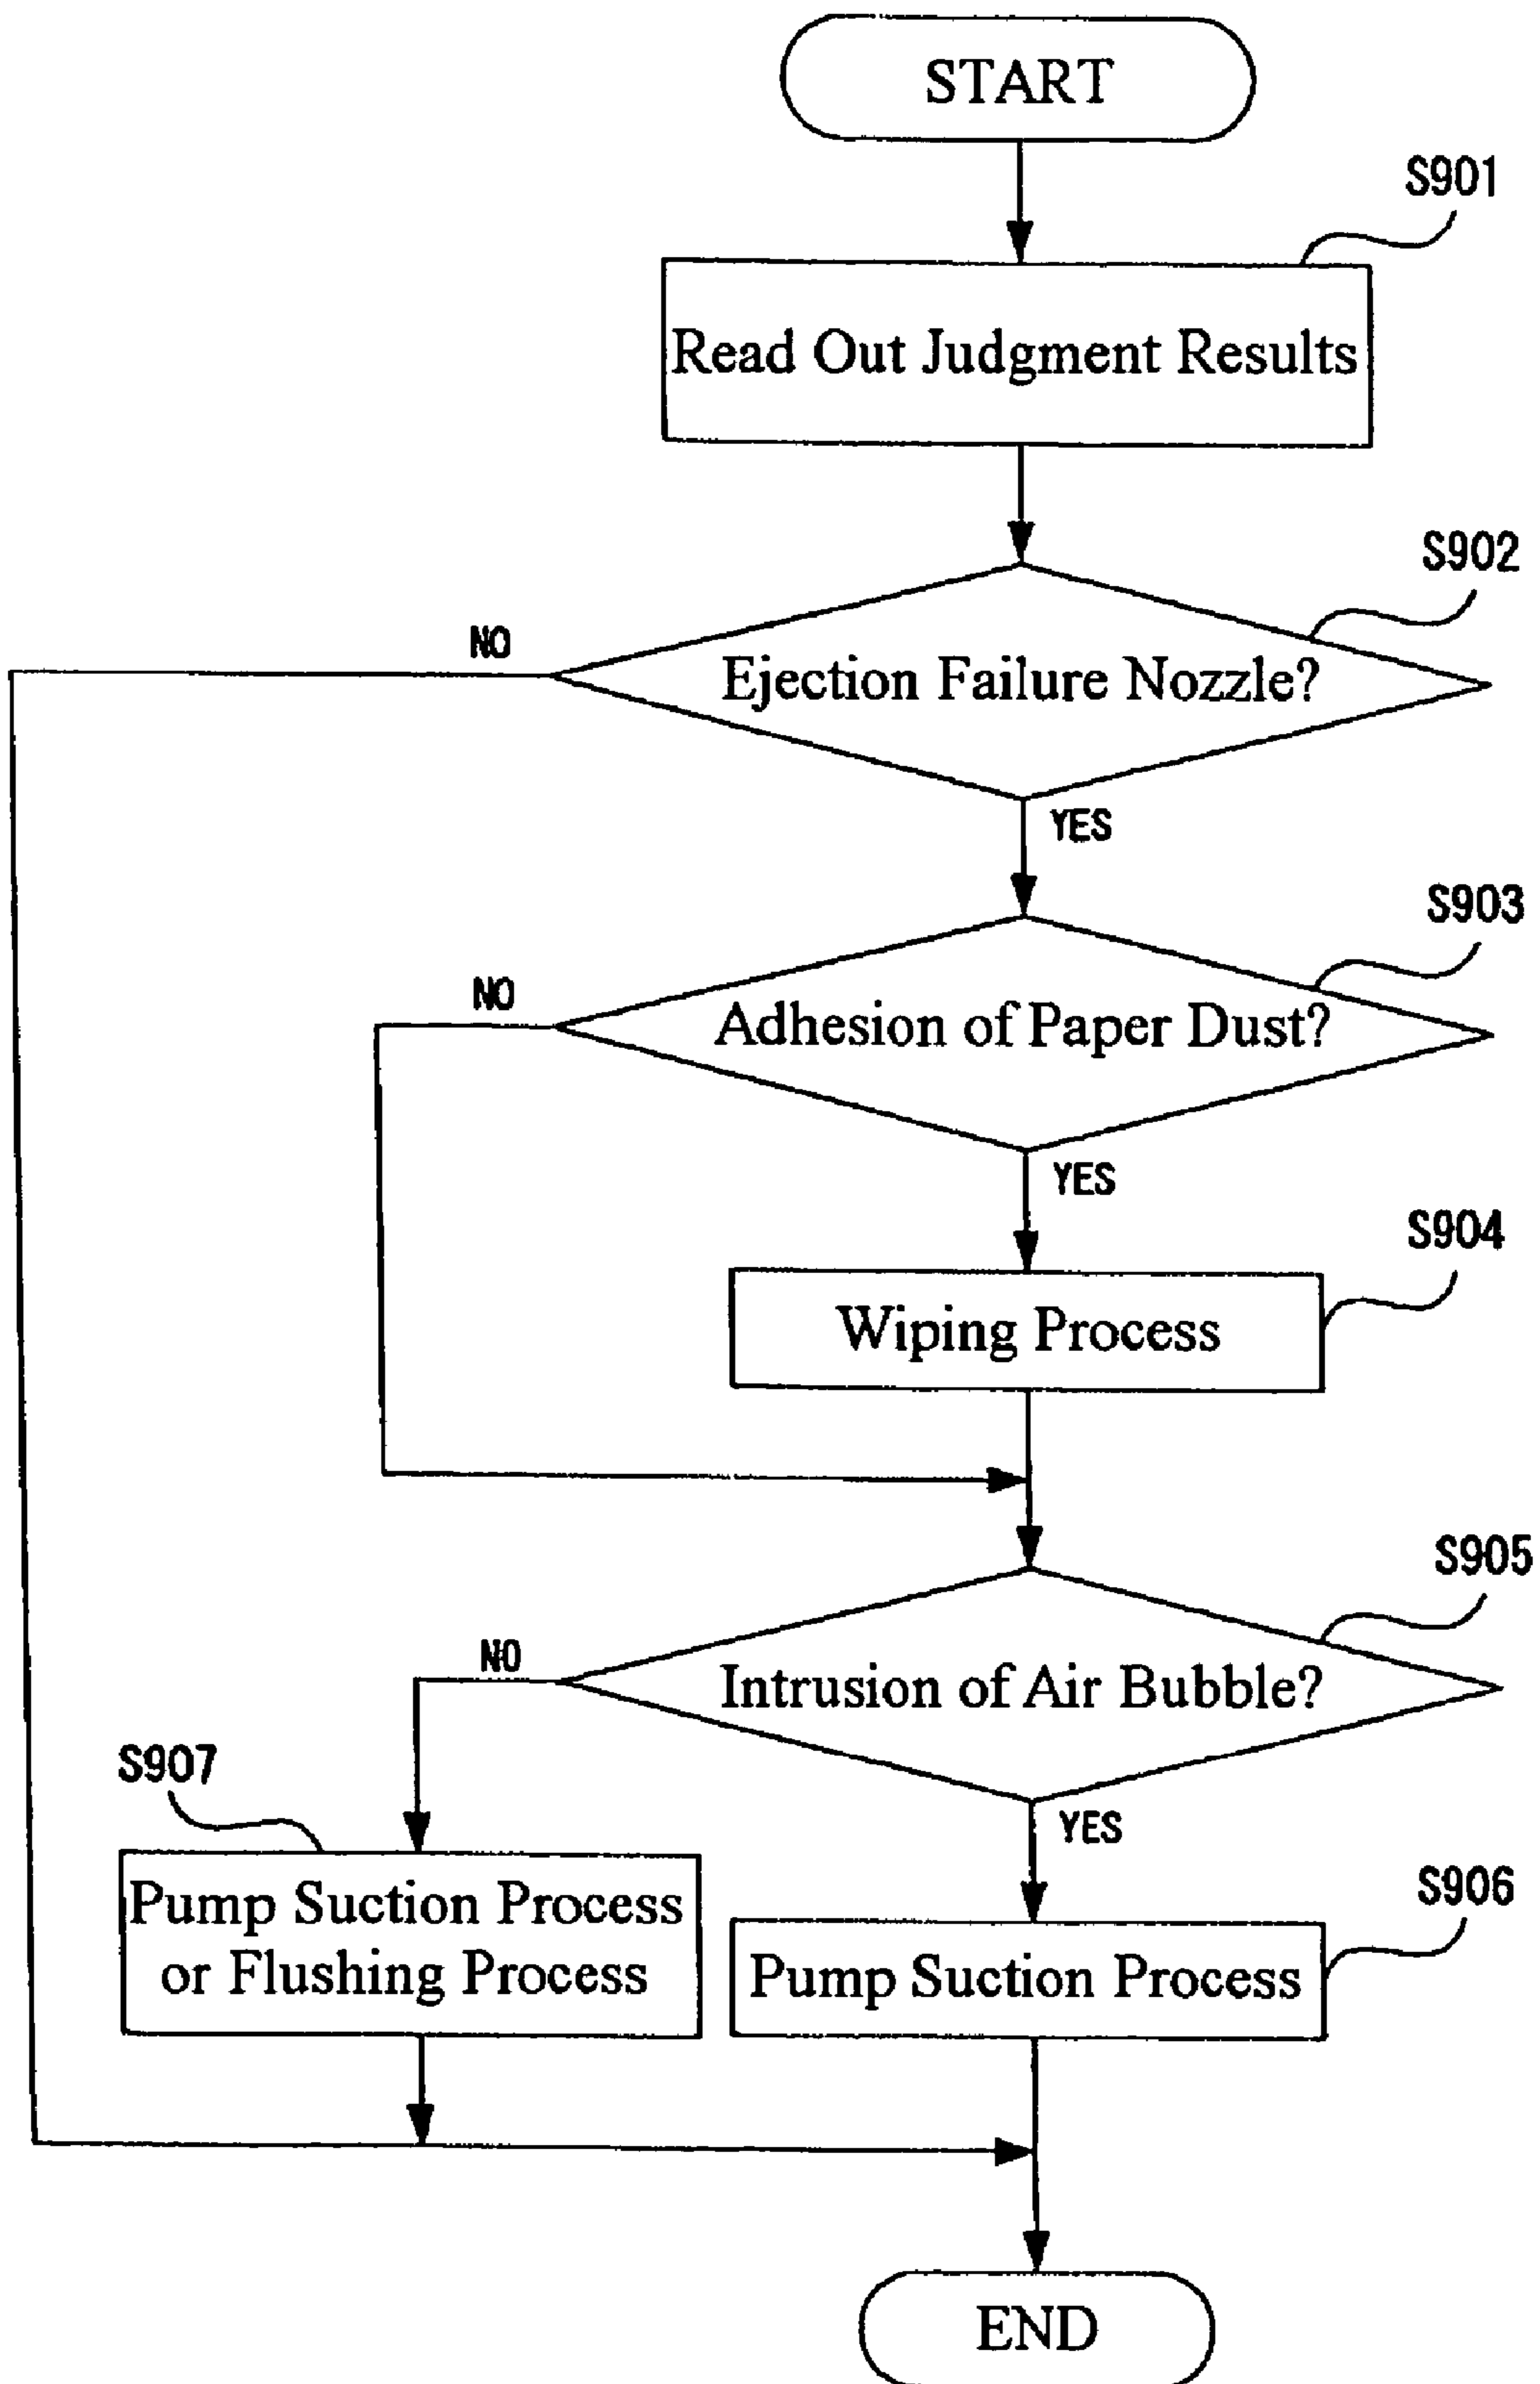 START
S901
Read Out Judgment Results
S902
NO
Ejection Failure Nozzle?
YES
S903
NO
Adhesion of Paper Dust?
YES
S904
Wiping Process
S905
NO
Intrusion of Air Bubble?
S907
YES
Pump Suction Process
or Flushing Process
S906
Pump Suction Process
END